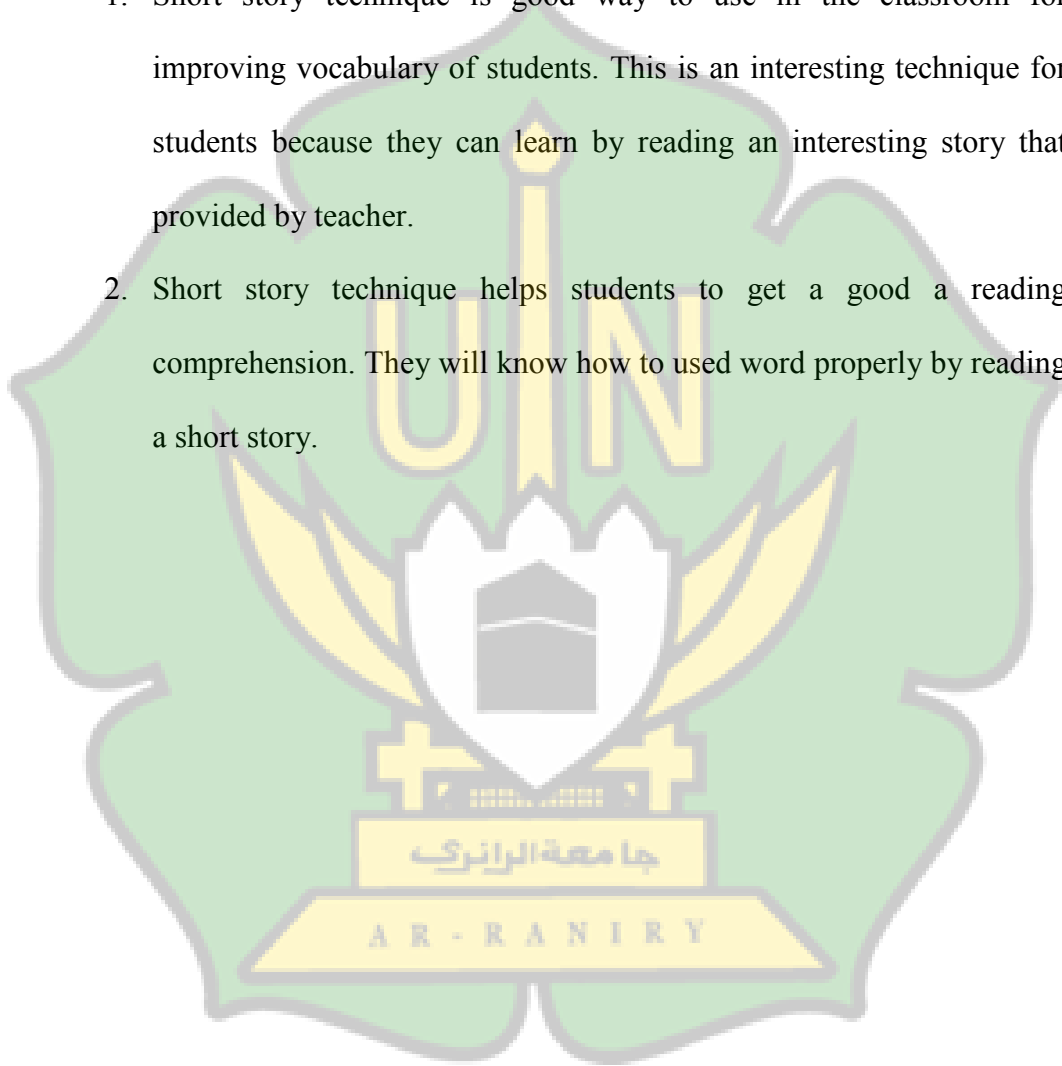 1. Short story technique is good way to use in the classroom for
improving vocabulary of students. This is an interesting technique for
students because they can learn by reading an interesting story that
provided by teacher.
2. Short story technique helps students to get a good a reading
comprehension. They will know how to used word properly by reading
a short story.
UIN
جامعة الرانري
AR-RANIRY